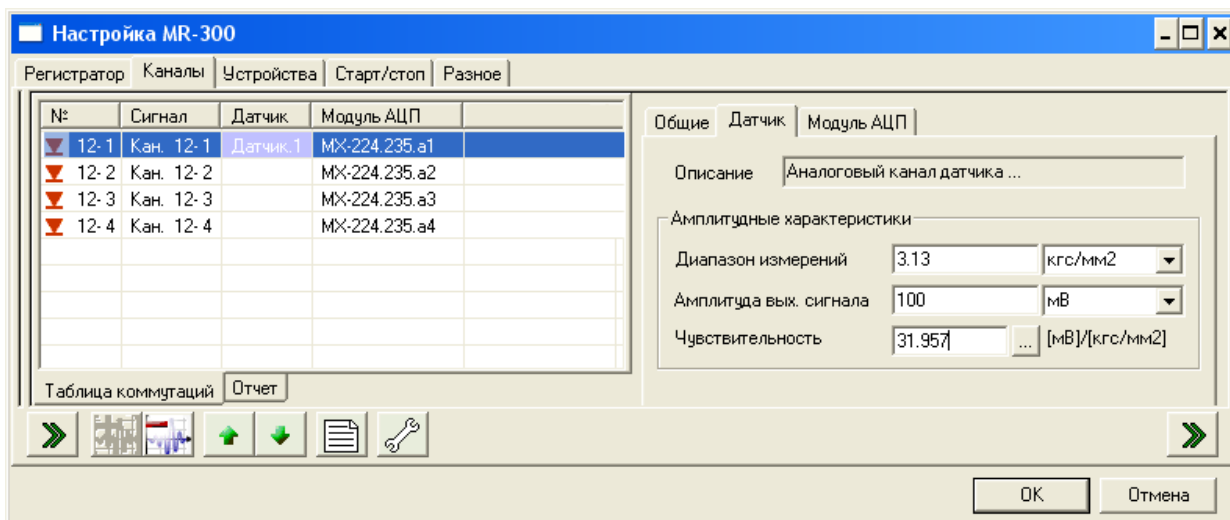 Настройка MR-300
Регистратор Каналы Устройства Старт/стоп Разное
№ Сигнал Датчик Модуль АЦП
12- 1 Кан. 12- 1 Датчик.1 MX-224.235.a1
12- 2 Кан. 12- 2 MX-224.235.a2
12- 3 Кан. 12- 3 MX-224.235.a3
12- 4 Кан. 12- 4 MX-224.235.a4
Таблица коммутаций Отчет
Общие Датчик Модуль АЦП
Описание Аналоговый канал датчика ...
Амплитудные характеристики
Диапазон измерений 3.13 кгс/мм2
Амплитуда вых. сигнала 100 мВ
Чувствительность 31.957 ... [мВ]/[кгс/мм2]
OK Отмена